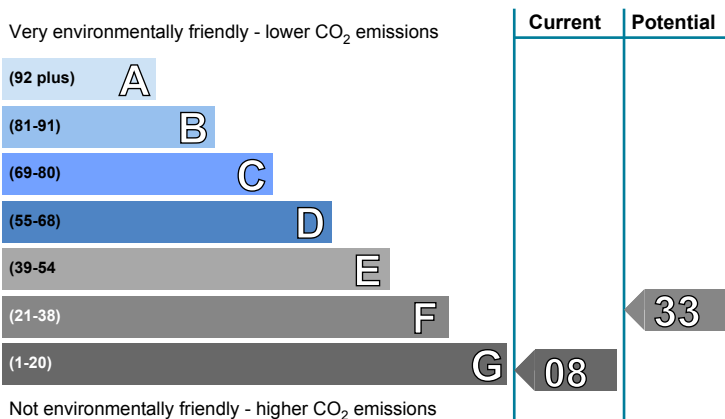 Very environmentally friendly - lower CO2 emissions
Current
Potential
(92 plus) A
(81-91) B
(69-80) C
(55-68) D
(39-54 E
(21-38) F
33
(1-20) G
08
Not environmentally friendly - higher CO2 emissions